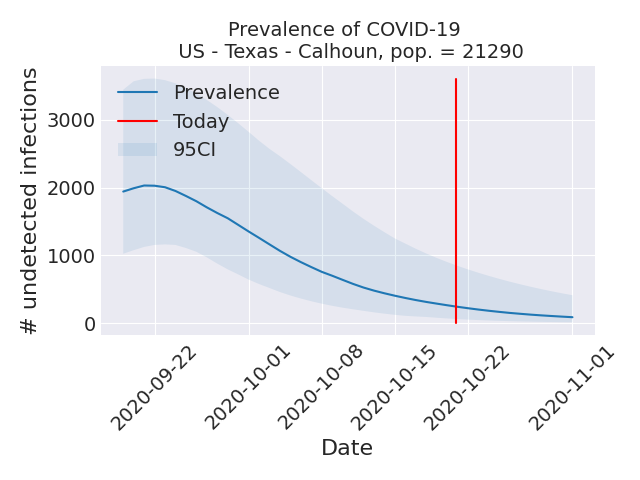 Prevalence of COVID-19
US - Texas - Calhoun, pop. = 21290
# undetected infections
3000
2000
1000
0
Prevalence
Today
95CI
2020-09-22
2020-10-01
2020-10-08
2020-10-15
2020-10-22
2020-11-01
Date